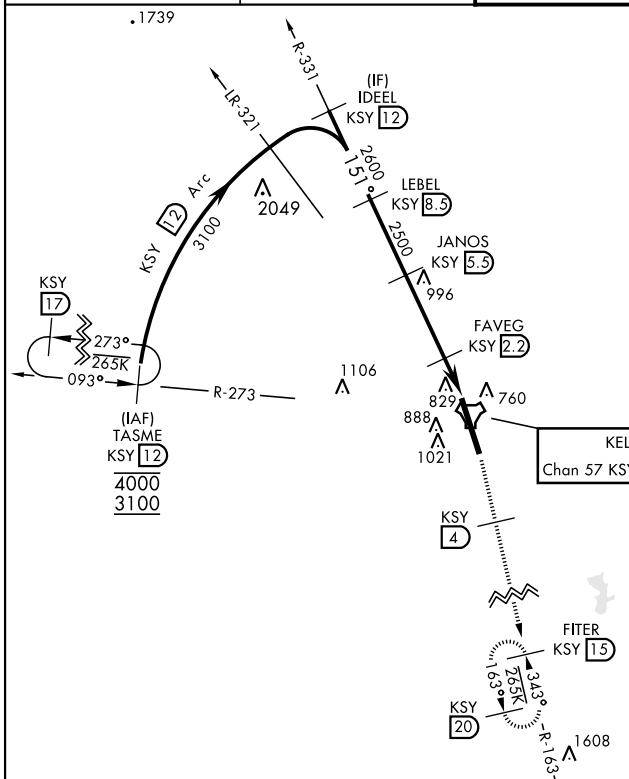 .1739
R-331
(IF)
IDEEL
KSY 12
LR-321
2600
151°
LEBEL
KSY 8.5
KSY 12 Arc
3100
2049
2500
JANOS
KSY 5.5
996
KSY
17
273°
265K
093°
R-273
FAVEG
KSY 2.2
1106
829
760
888
1021
(IAF)
TASME
KSY 12
4000
3100
KEL
Chan 57 KSY
KSY
4
FITER
KSY 15
163°
265K
343°
KSY
20
R-163
1608